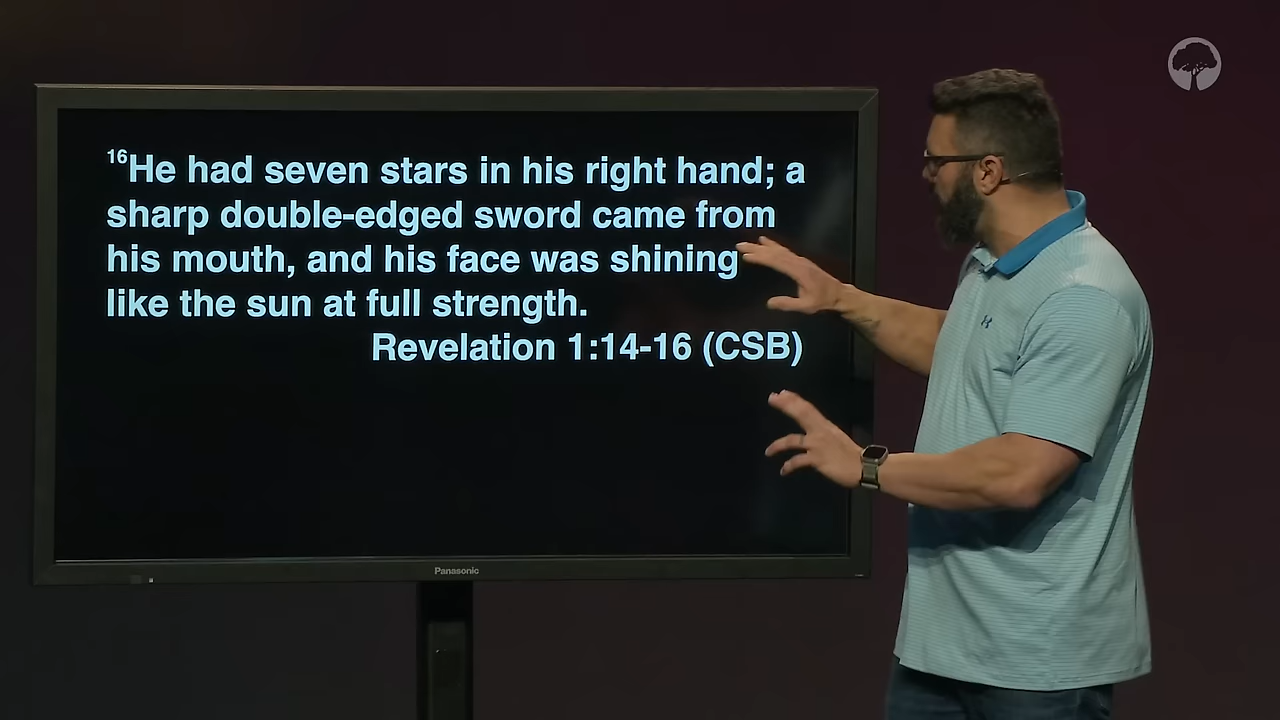 16He had seven stars in his right hand; a
sharp double-edged sword came from
his mouth, and his face was shining
like the sun at full strength.
Revelation 1:14-16 (CSB)
Panasonic